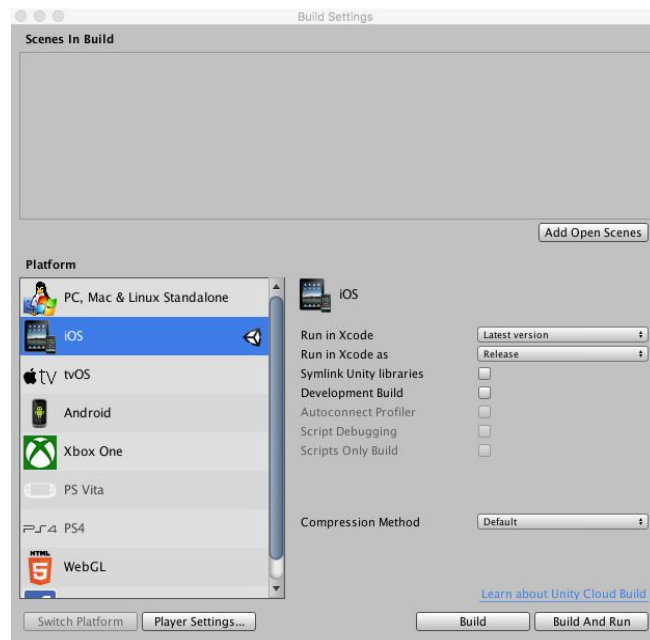 Build Settings
Scenes In Build
Add Open Scenes
Platform
PC, Mac & Linux Standalone
iOS
tvOS
Android
Xbox One
PS Vita
PS4
HTML
5
WebGL
iOS
Run in Xcode
Latest version
Run in Xcode as
Release
Symlink Unity libraries
Development Build
Autoconnect Profiler
Script Debugging
Scripts Only Build
Compression Method
Default
Learn about Unity Cloud Build
Switch Platform
Player Settings...
Build
Build And Run